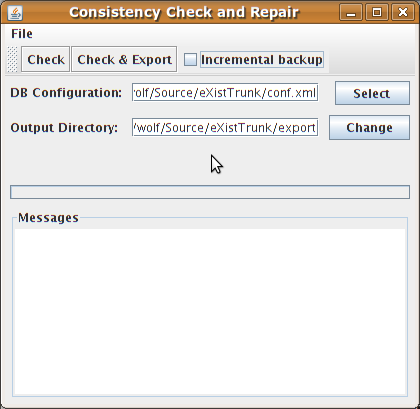 Consistency Check and Repair
File
Check Check & Export Incremental backup
DB Configuration: olf/Source/eXistTrunk/conf.xml Select
Output Directory: /wolf/Source/eXistTrunk/export Change
Messages